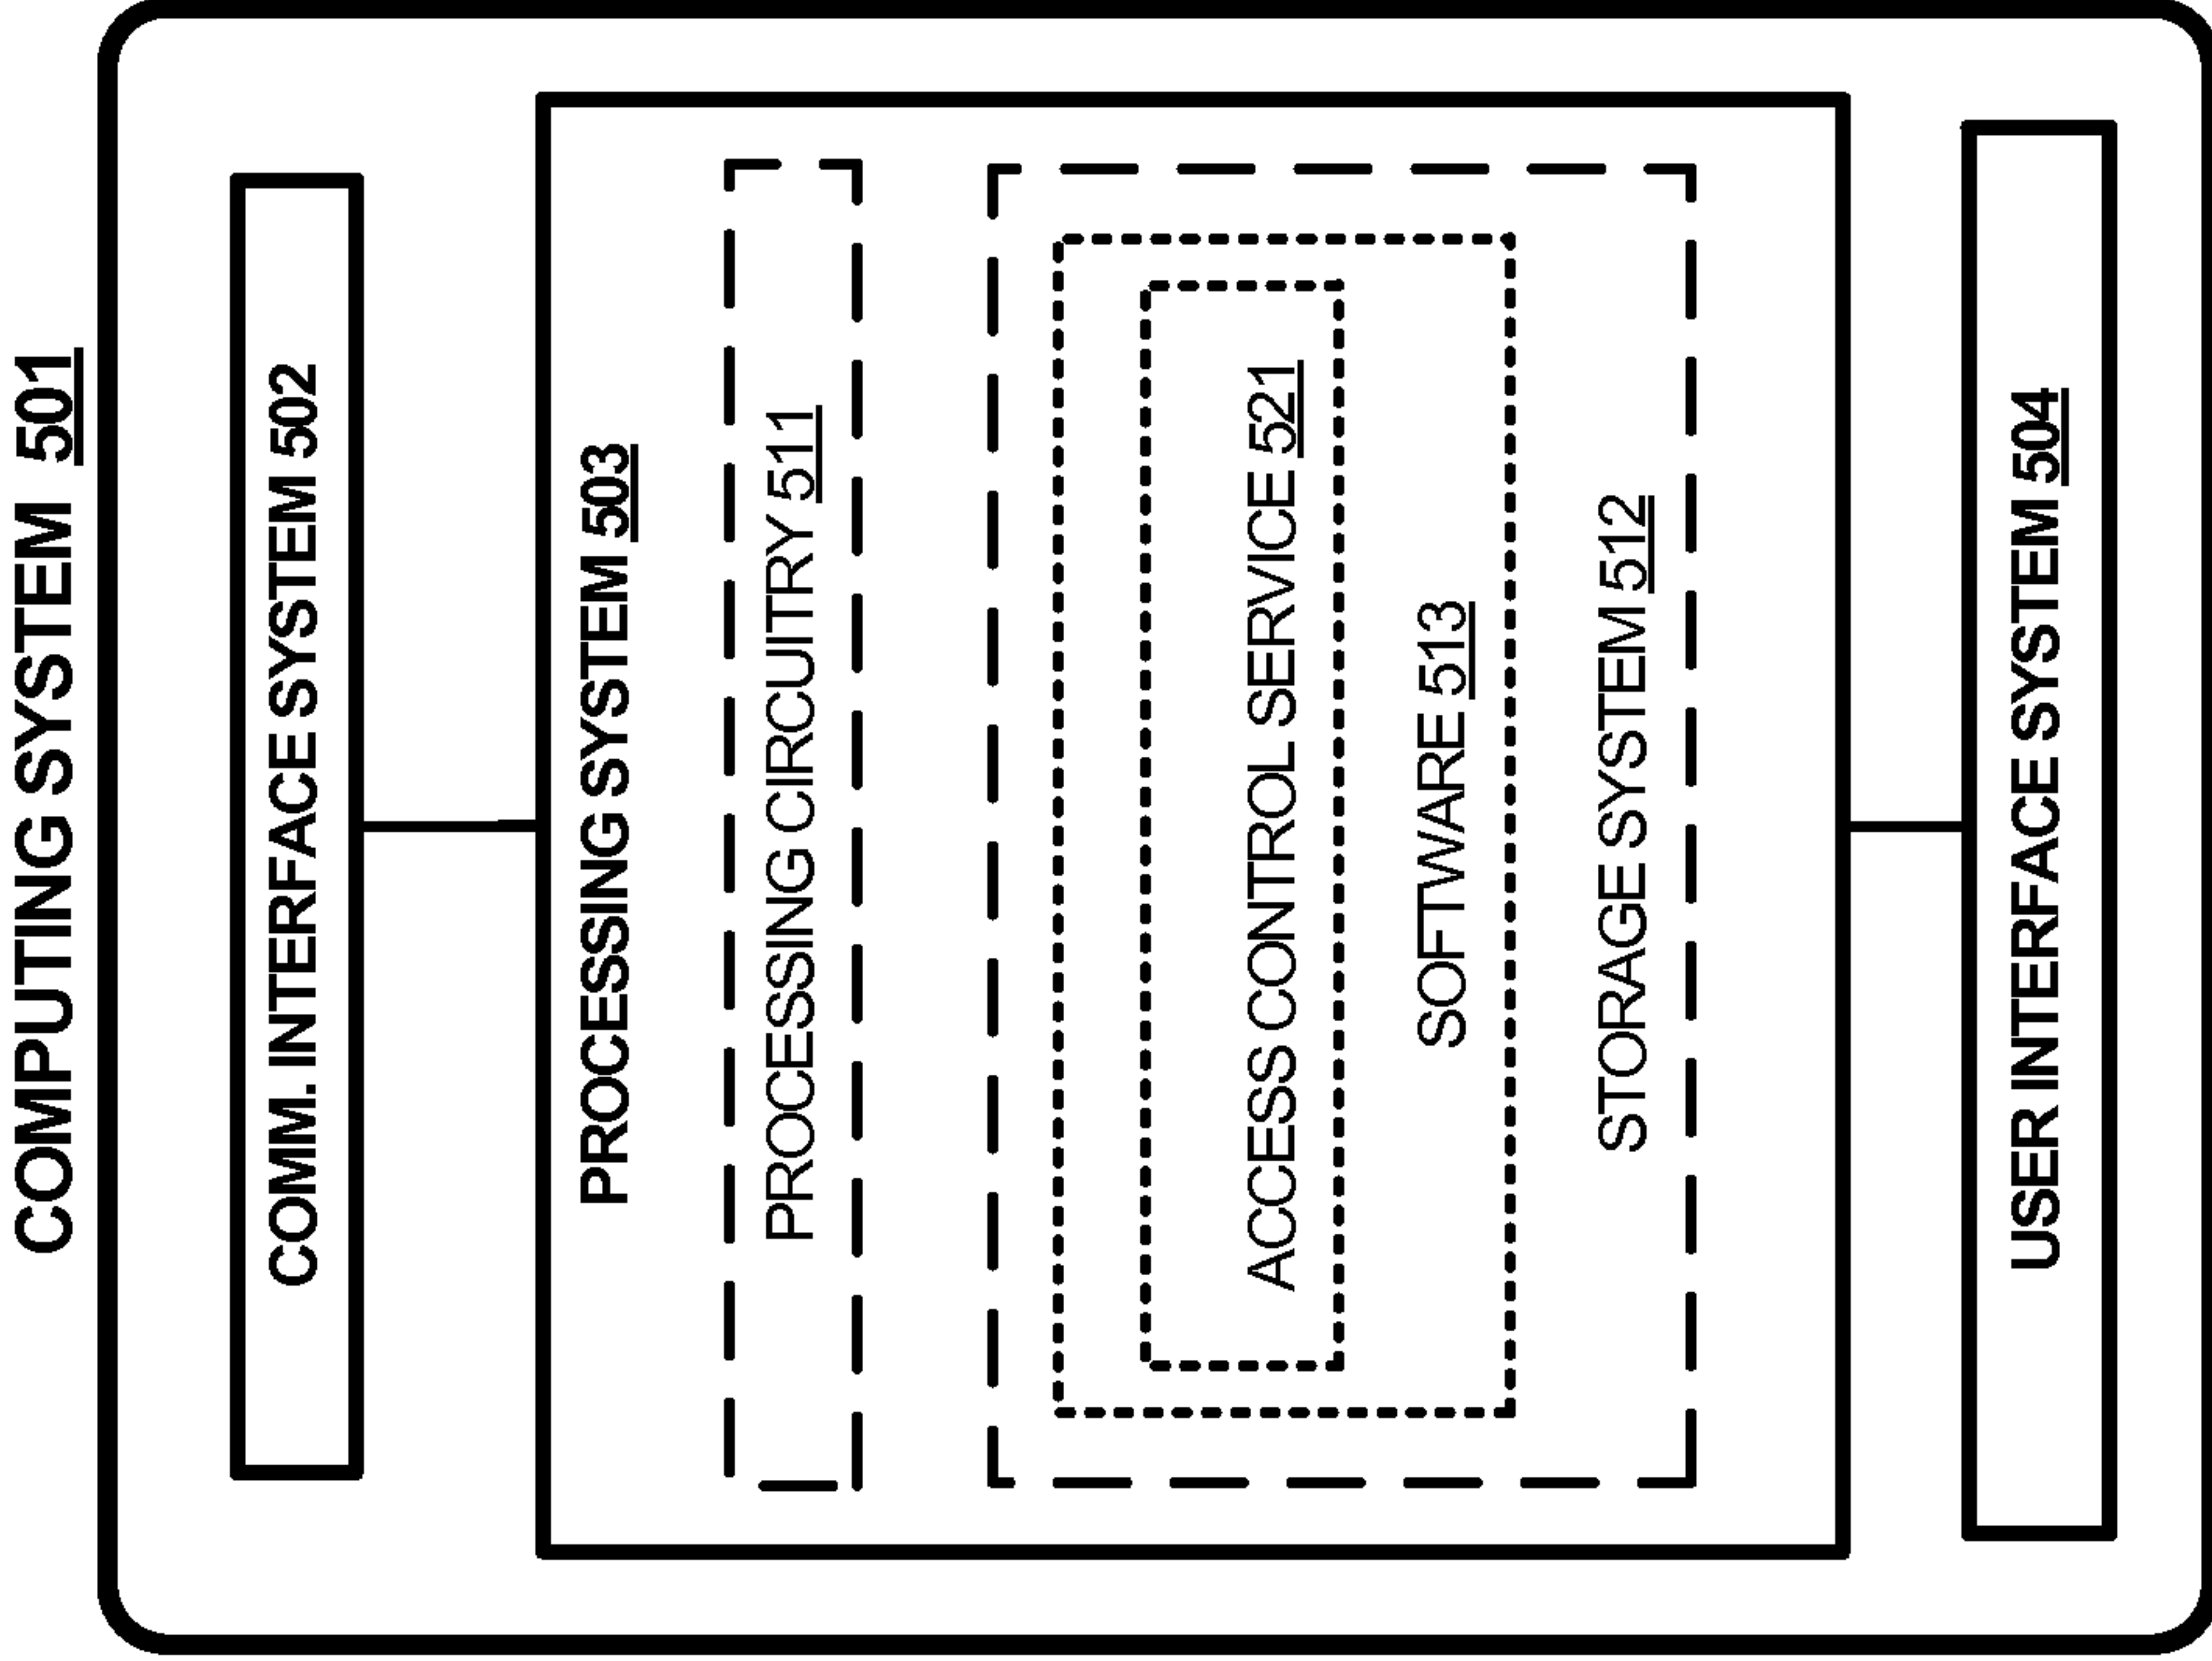 COMPUTING SYSTEM 501
COMM. INTERFACE SYSTEM 502
PROCESSING SYSTEM 503
PROCESSING CIRCUITRY 511
ACCESS CONTROL SERVICE 521
SOFTWARE 513
STORAGE SYSTEM 512
USER INTERFACE SYSTEM 504